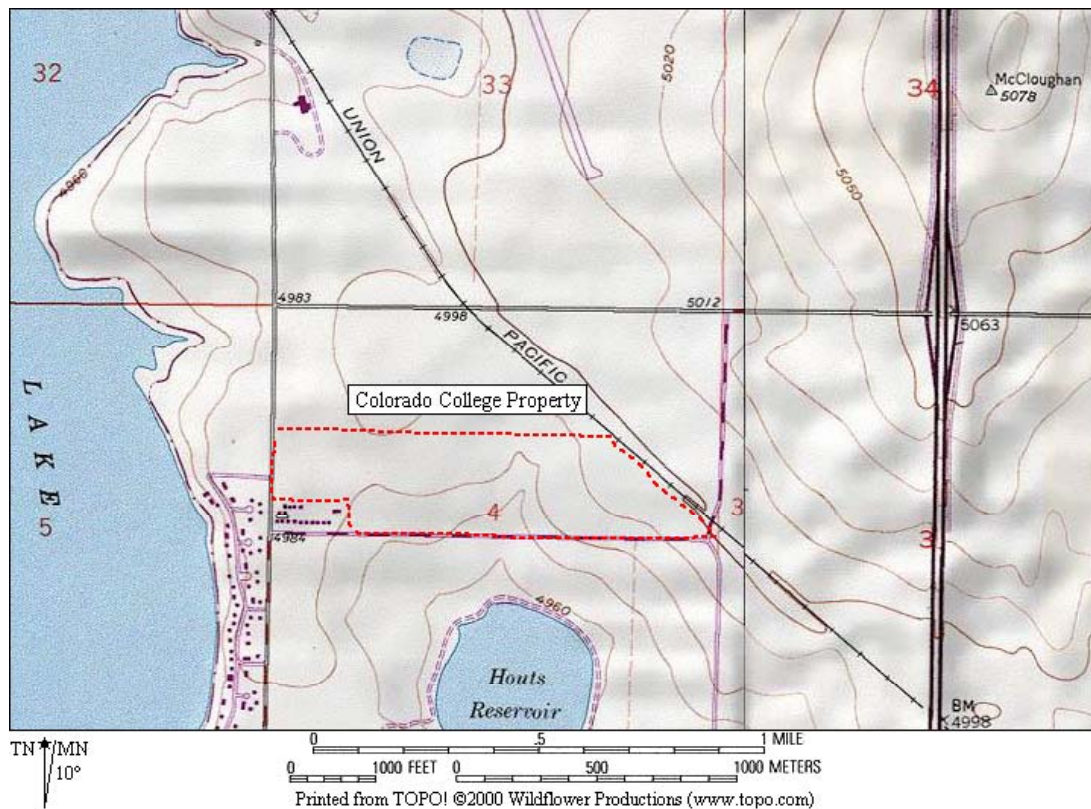 32
33
34
McCloughan
5078
5020
UNION
4860
5050
4983
4998
5012
5063
PACIFIC
LAKE
Colorado College Property
5
4
3
3
4984
4960
Houts
Reservoir
BM
4998
TN ★/MN
10°
0 .5 1 MILE
0 1000 FEET 0 500 1000 METERS
Printed from TOPO! ©2000 Wildflower Productions (www.topo.com)